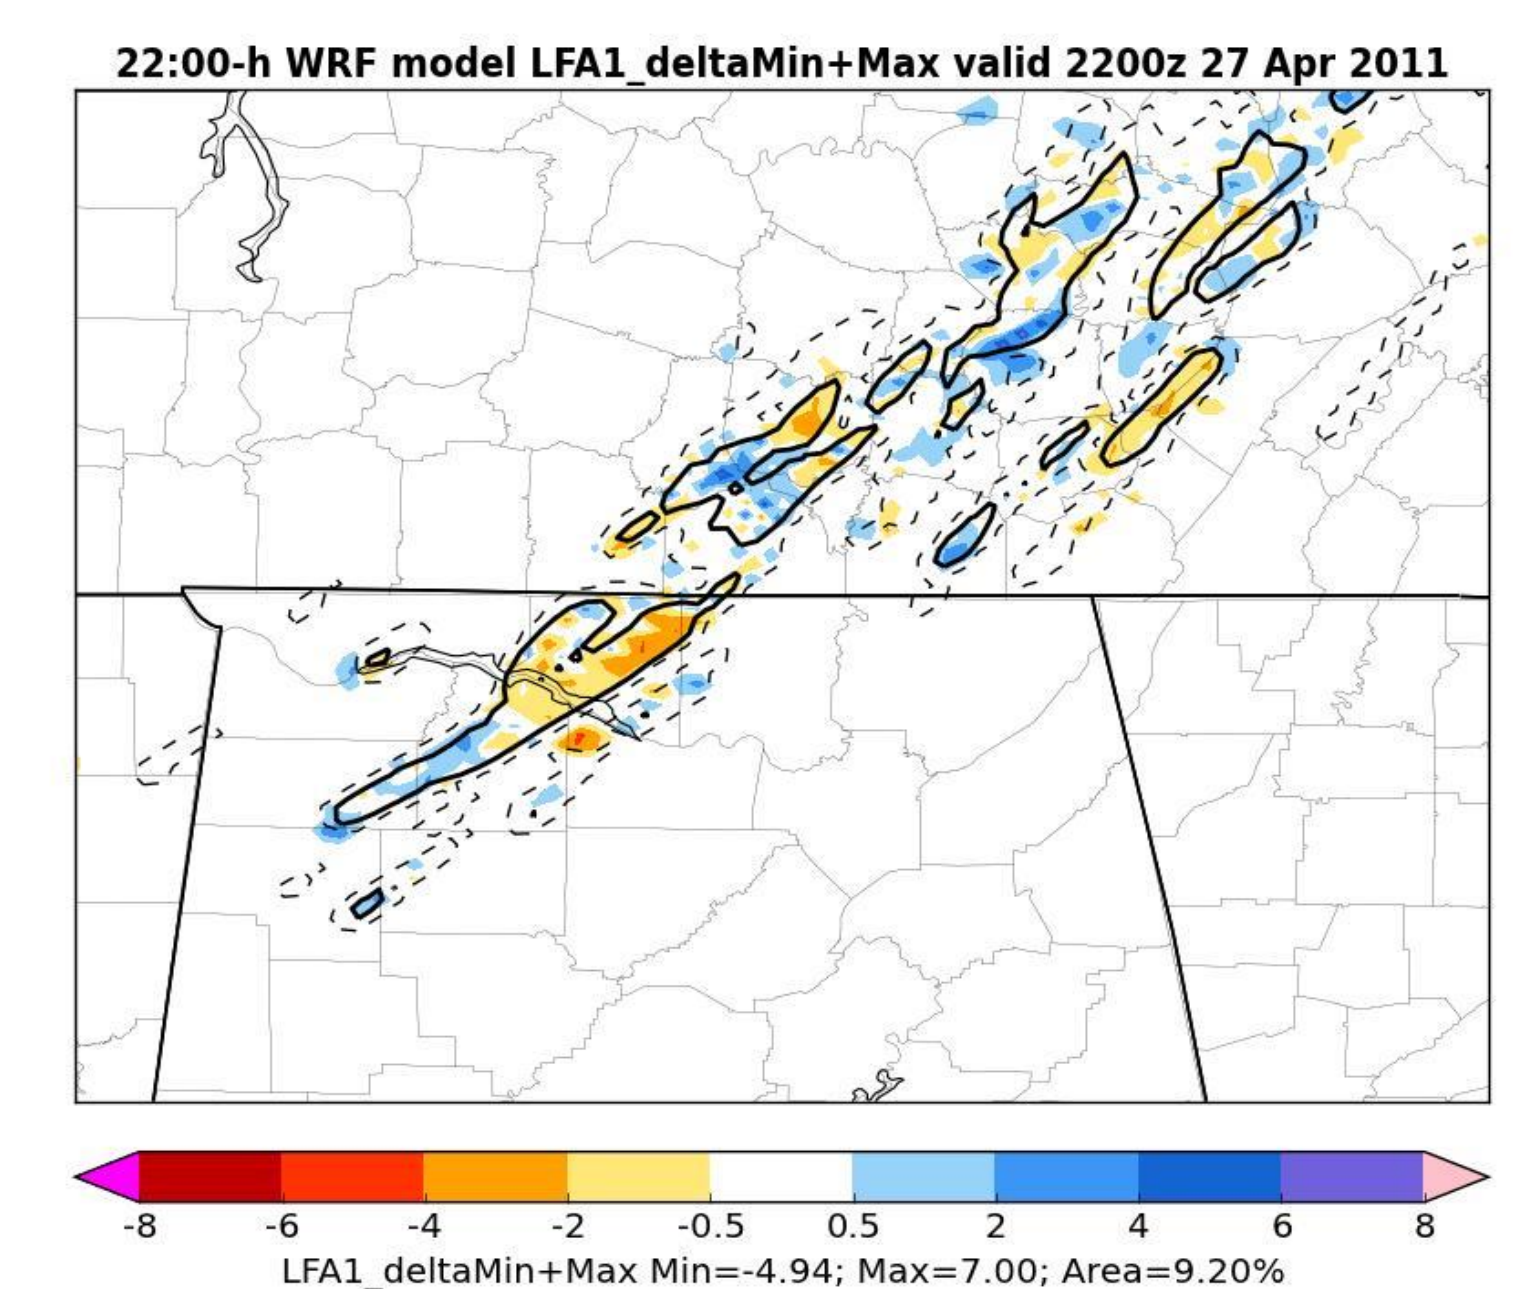 22:00-h WRF model LFA1_deltaMin+Max valid 2200z 27 Apr 2011
-8 -6 -4 -2 -0.5 0.5 2 4 6 8
LFA1_deltaMin+Max Min=-4.94; Max=7.00; Area=9.20%